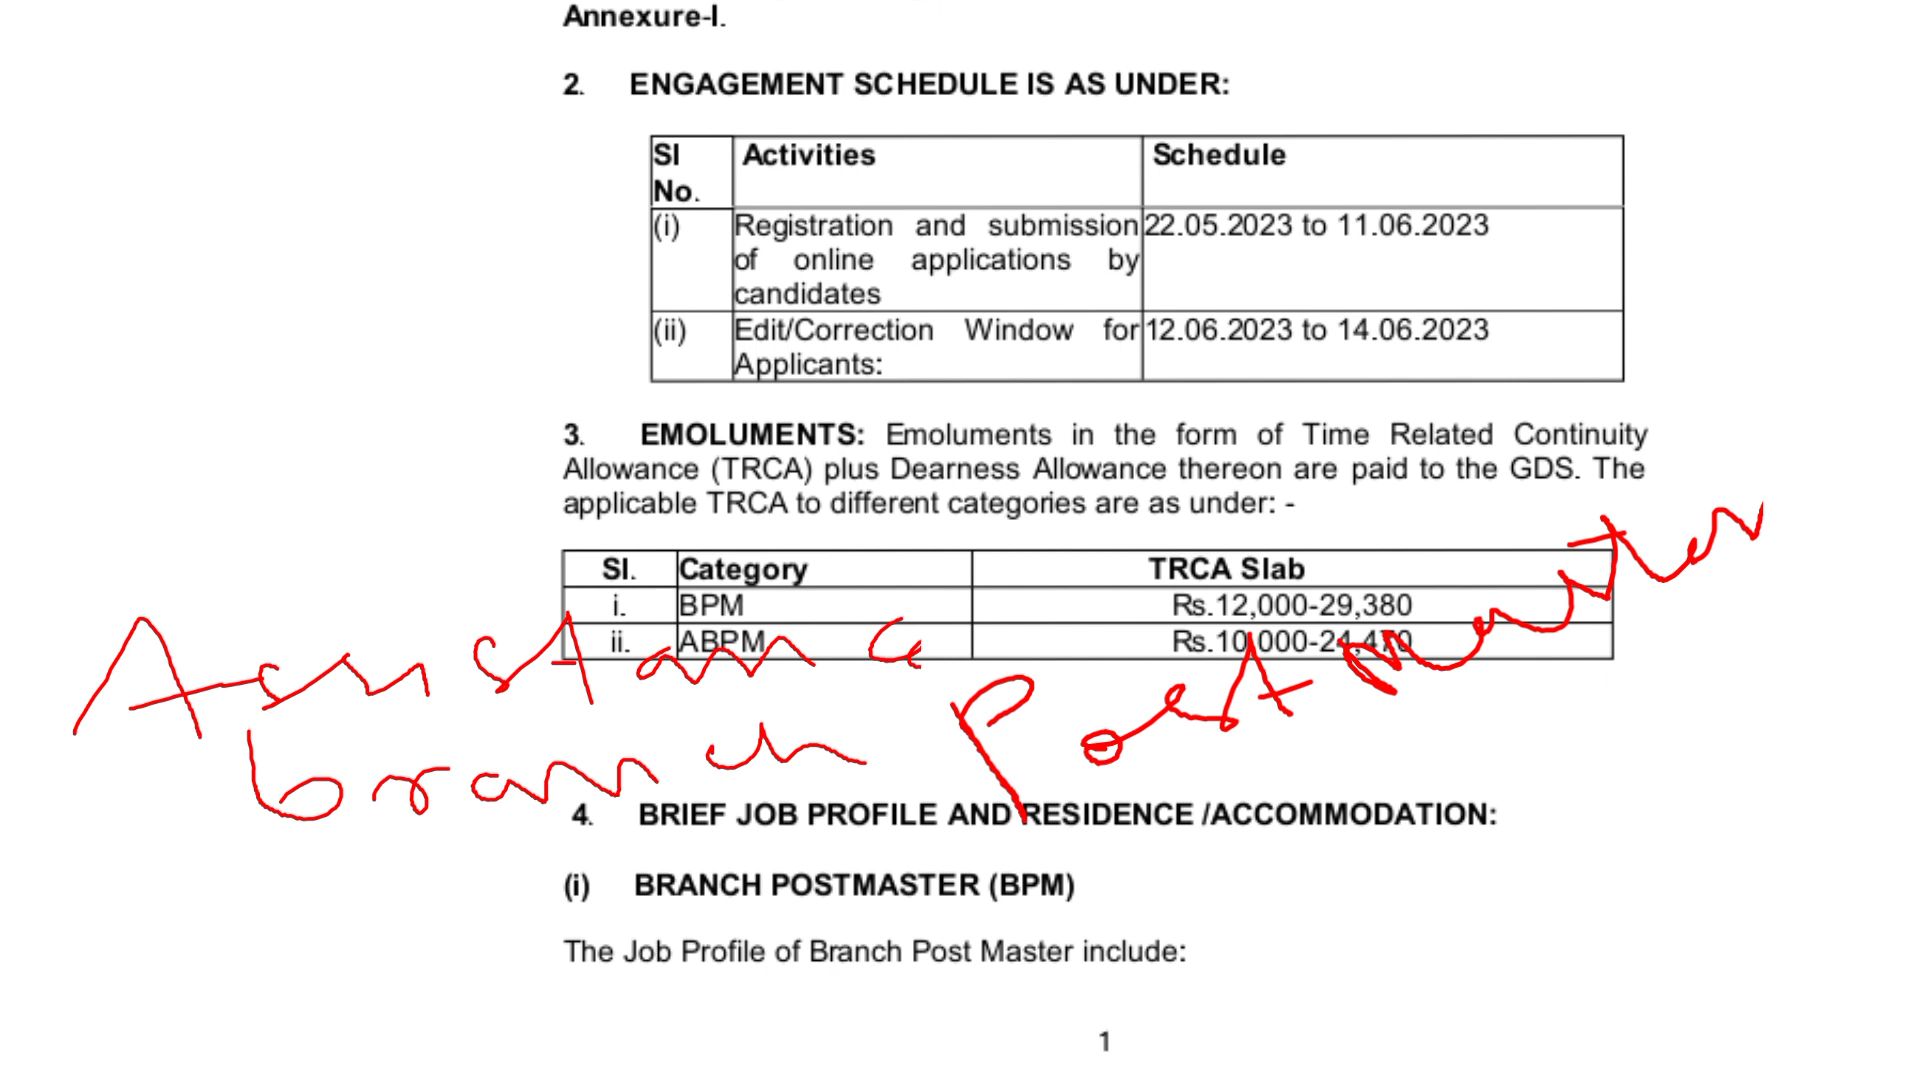 Annexure-I.
2. ENGAGEMENT SCHEDULE IS AS UNDER:
SI No. Activities Schedule
(i) Registration and submission of online applications by candidates 22.05.2023 to 11.06.2023
(ii) Edit/Correction Window for Applicants: 12.06.2023 to 14.06.2023
3. EMOLUMENTS: Emoluments in the form of Time Related Continuity
Allowance (TRCA) plus Dearness Allowance thereon are paid to the GDS. The
applicable TRCA to different categories are as under: -
SI. Category TRCA Slab
i. BPM Rs.12,000-29,380
ii. ABPM Rs.10,000-24,470
branch Postmaster
4. BRIEF JOB PROFILE AND RESIDENCE /ACCOMMODATION:
(i) BRANCH POSTMASTER (BPM)
The Job Profile of Branch Post Master include:
1